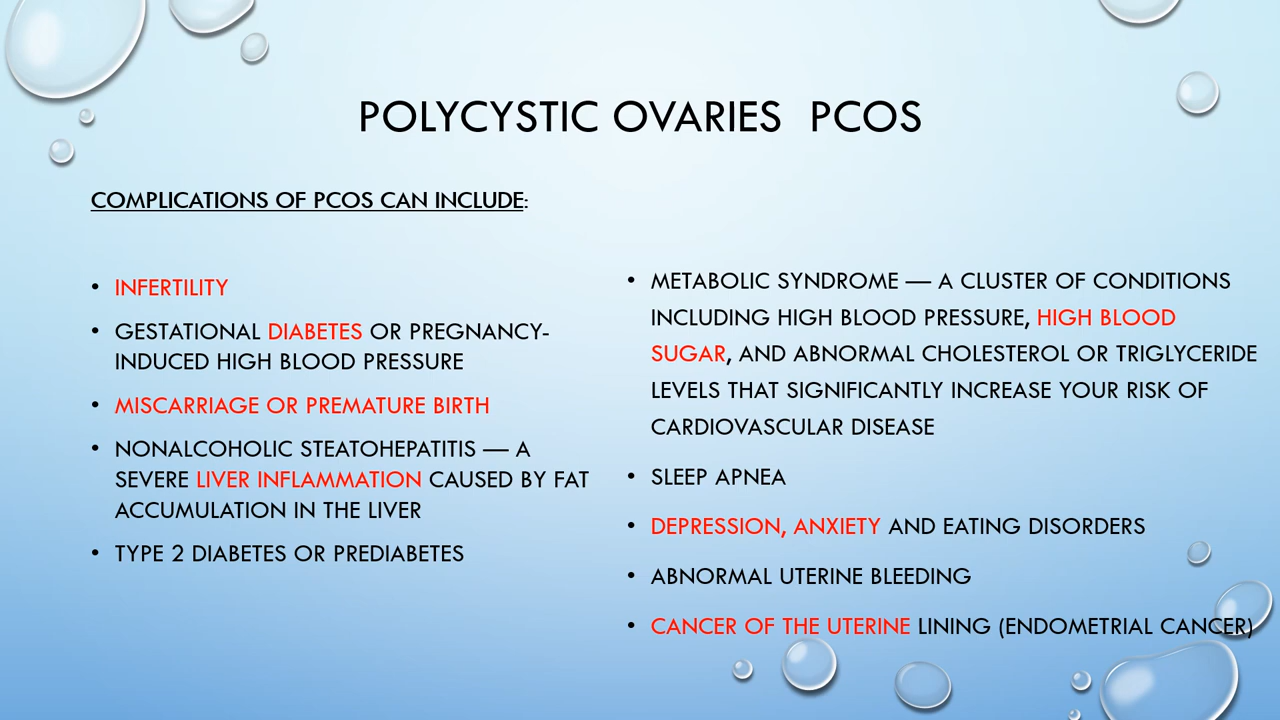 POLYCYSTIC OVARIES  PCOS
COMPLICATIONS OF PCOS CAN INCLUDE:
• INFERTILITY
• GESTATIONAL DIABETES OR PREGNANCY-
INDUCED HIGH BLOOD PRESSURE
• MISCARRIAGE OR PREMATURE BIRTH
• NONALCOHOLIC STEATOHEPATITIS — A
SEVERE LIVER INFLAMMATION CAUSED BY FAT
ACCUMULATION IN THE LIVER
• TYPE 2 DIABETES OR PREDIABETES
• METABOLIC SYNDROME — A CLUSTER OF CONDITIONS
INCLUDING HIGH BLOOD PRESSURE, HIGH BLOOD
SUGAR, AND ABNORMAL CHOLESTEROL OR TRIGLYCERIDE
LEVELS THAT SIGNIFICANTLY INCREASE YOUR RISK OF
CARDIOVASCULAR DISEASE
• SLEEP APNEA
• DEPRESSION, ANXIETY AND EATING DISORDERS
• ABNORMAL UTERINE BLEEDING
• CANCER OF THE UTERINE LINING (ENDOMETRIAL CANCER)